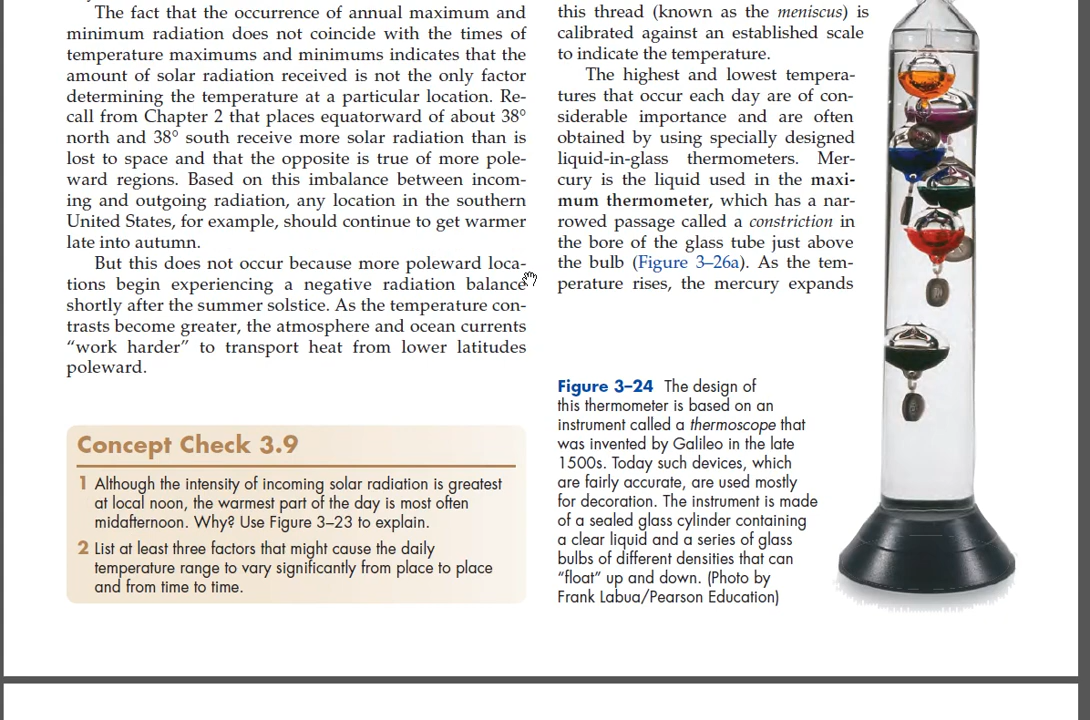 The fact that the occurrence of annual maximum and
minimum radiation does not coincide with the times of
temperature maximums and minimums indicates that the
amount of solar radiation received is not the only factor
determining the temperature at a particular location. Re-
call from Chapter 2 that places equatorward of about 38°
north and 38° south receive more solar radiation than is
lost to space and that the opposite is true of more pole-
ward regions. Based on this imbalance between incom-
ing and outgoing radiation, any location in the southern
United States, for example, should continue to get warmer
late into autumn.
But this does not occur because more poleward loca-
tions begin experiencing a negative radiation balance
shortly after the summer solstice. As the temperature con-
trasts become greater, the atmosphere and ocean currents
“work harder” to transport heat from lower latitudes
poleward.
Concept Check 3.9
1 Although the intensity of incoming solar radiation is greatest
at local noon, the warmest part of the day is most often
midafternoon. Why? Use Figure 3–23 to explain.
2 List at least three factors that might cause the daily
temperature range to vary significantly from place to place
and from time to time.
this thread (known as the meniscus) is
calibrated against an established scale
to indicate the temperature.
The highest and lowest tempera-
tures that occur each day are of con-
siderable importance and are often
obtained by using specially designed
liquid-in-glass thermometers. Mer-
cury is the liquid used in the maxi-
mum thermometer, which has a nar-
rowed passage called a constriction in
the bore of the glass tube just above
the bulb (Figure 3–26a). As the tem-
perature rises, the mercury expands
Figure 3–24 The design of
this thermometer is based on an
instrument called a thermoscope that
was invented by Galileo in the late
1500s. Today such devices, which
are fairly accurate, are used mostly
for decoration. The instrument is made
of a sealed glass cylinder containing
a clear liquid and a series of glass
bulbs of different densities that can
“float” up and down. (Photo by
Frank Labua/Pearson Education)